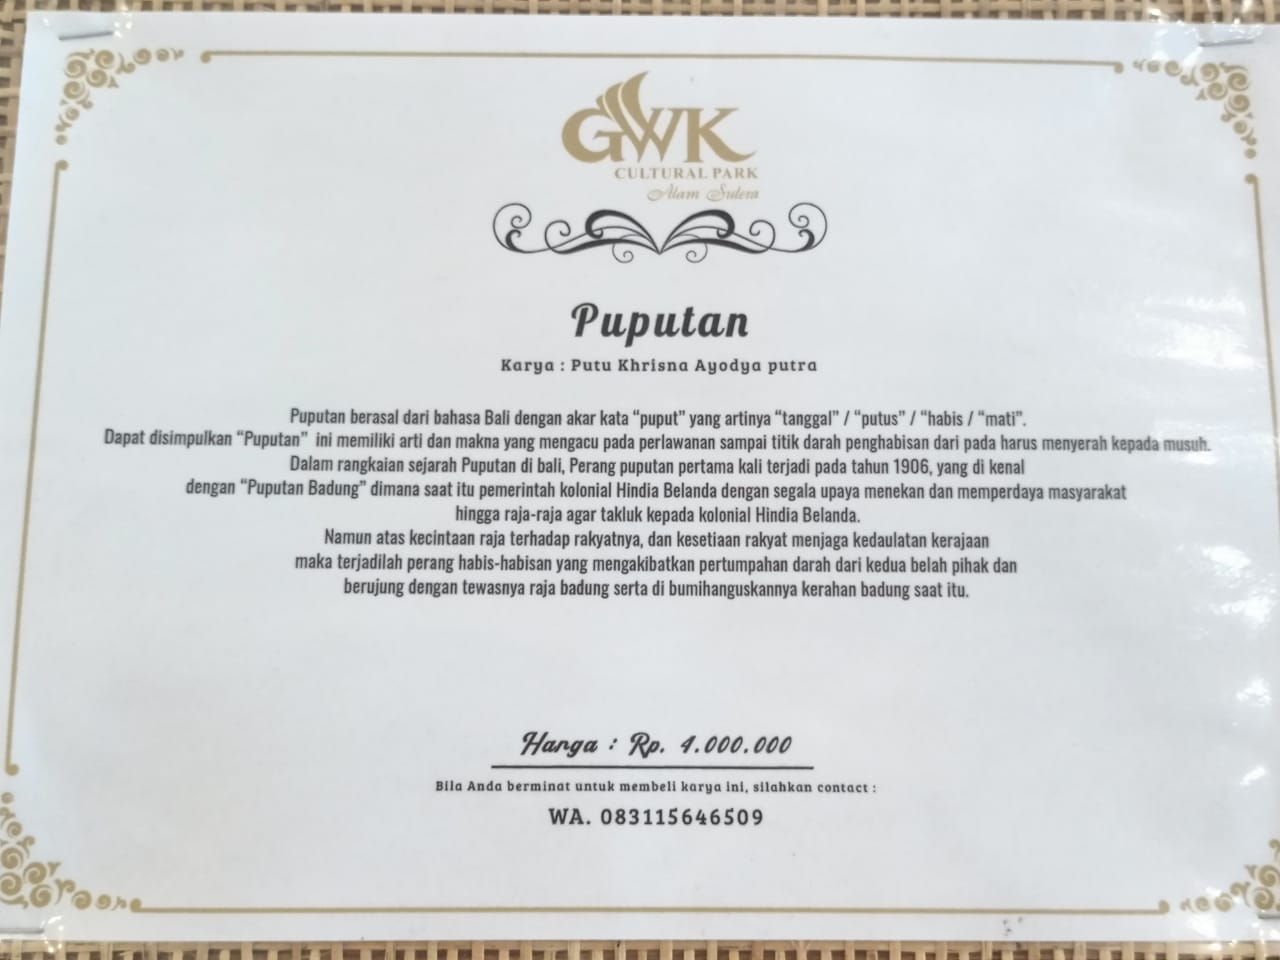 GWK
CULTURAL PARK
Alam Sutera
Puputan
Karya : Putu Khrisna Ayodya putra
Puputan berasal dari bahasa Bali dengan akar kata “puput” yang artinya “tanggal” / “putus” / “habis / “mati”.
Dapat disimpulkan “Puputan” ini memiliki arti dan makna yang mengacu pada perlawanan sampai titik darah penghabisan dari pada harus menyerah kepada musuh.
Dalam rangkaian sejarah Puputan di bali, Perang puputan pertama kali terjadi pada tahun 1906, yang di kenal
dengan “Puputan Badung” dimana saat itu pemerintah kolonial Hindia Belanda dengan segala upaya menekan dan memperdaya masyarakat
hingga raja-raja agar takluk kepada kolonial Hindia Belanda.
Namun atas kecintaan raja terhadap rakyatnya, dan kesetiaan rakyat menjaga kedaulatan kerajaan
maka terjadilah perang habis-habisan yang mengakibatkan pertumpahan darah dari kedua belah pihak dan
berujung dengan tewasnya raja badung serta di bumihanguskannya kerahan badung saat itu.
Harga : Rp. 4.000.000
Bila Anda berminat untuk membeli karya ini, silahkan contact :
WA. 083115646509